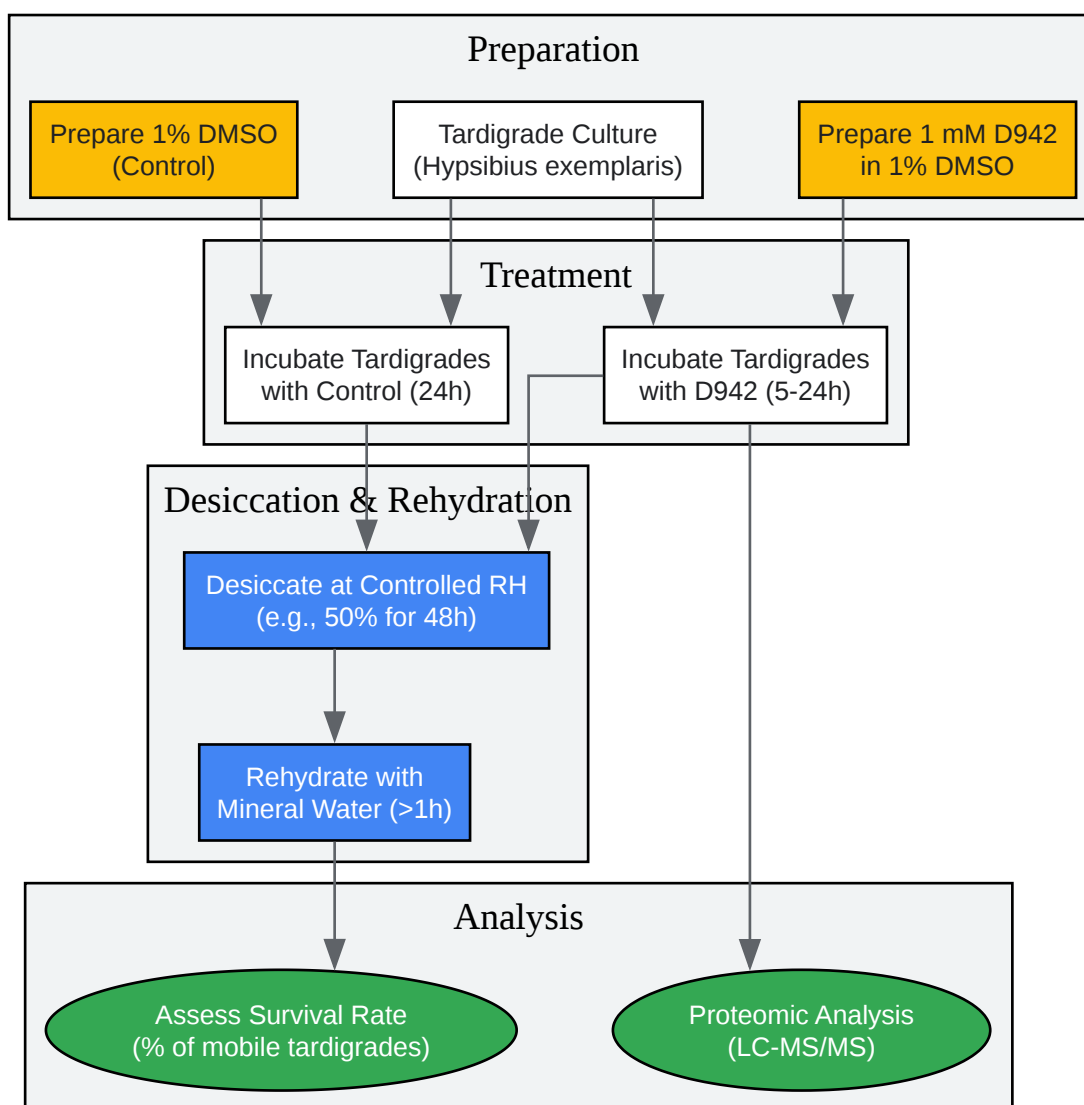 Preparation
Prepare 1% DMSO
(Control)
Tardigrade Culture
(Hypsibius exemplaris)
Prepare 1 mM D942
in 1% DMSO
Treatment
Incubate Tardigrades
with Control (24h)
Incubate Tardigrades
with D942 (5-24h)
Desiccation & Rehydration
Desiccate at Controlled RH
(e.g., 50% for 48h)
Rehydrate with
Mineral Water (>1h)
Analysis
Assess Survival Rate
(% of mobile tardigrades)
Proteomic Analysis
(LC-MS/MS)